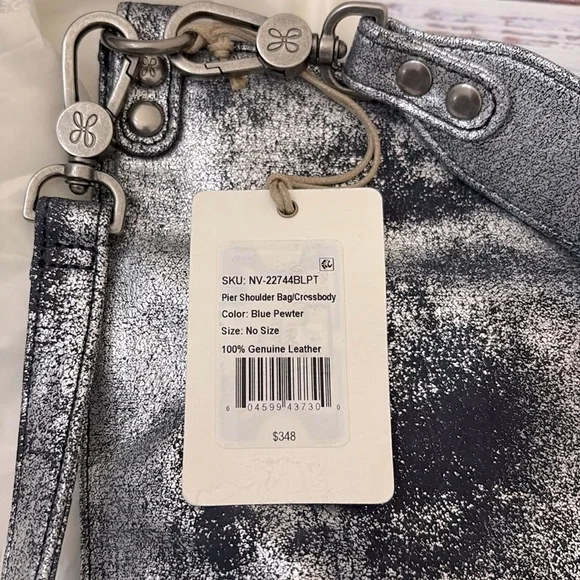 SKU: NV-22744BLPT
Pier Shoulder Bag/Crossbody
Color: Blue Pewter
Size: No Size
100% Genuine Leather
6 04599 43730 0
$348